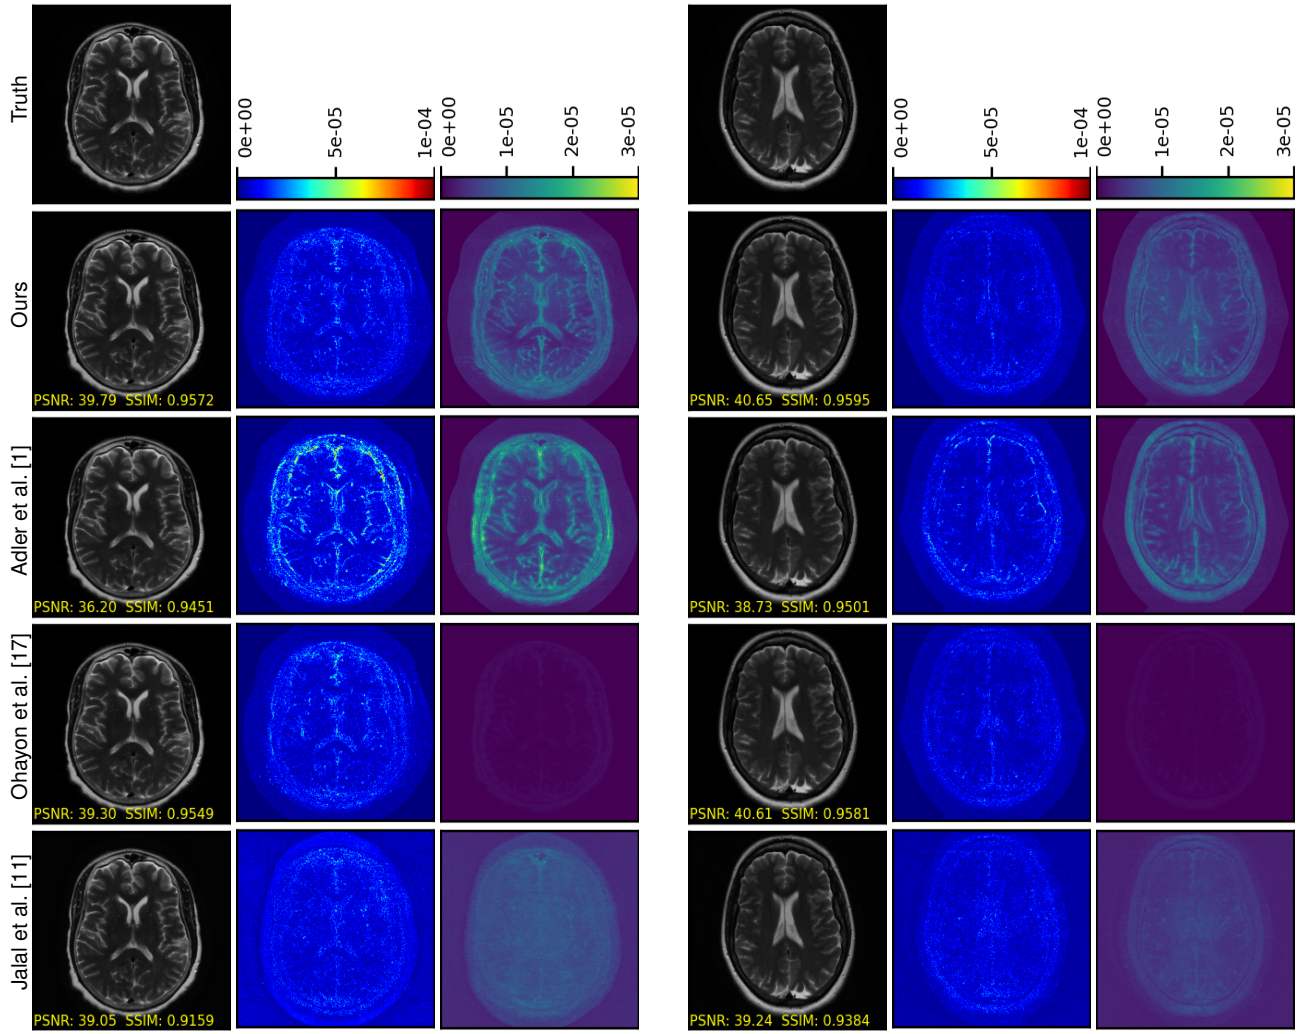 Truth
0e+00
5e-05
1e-04
0e+00
1e-05
2e-05
3e-05
0e+00
5e-05
1e-04
0e+00
1e-05
2e-05
3e-05
Ours
PSNR: 39.79 SSIM: 0.9572
PSNR: 40.65 SSIM: 0.9595
Adler et al. [1]
PSNR: 36.20 SSIM: 0.9451
PSNR: 38.73 SSIM: 0.9501
Ohayon et al. [17]
PSNR: 39.30 SSIM: 0.9549
PSNR: 40.61 SSIM: 0.9581
Jalal et al. [11]
PSNR: 39.05 SSIM: 0.9159
PSNR: 39.24 SSIM: 0.9384